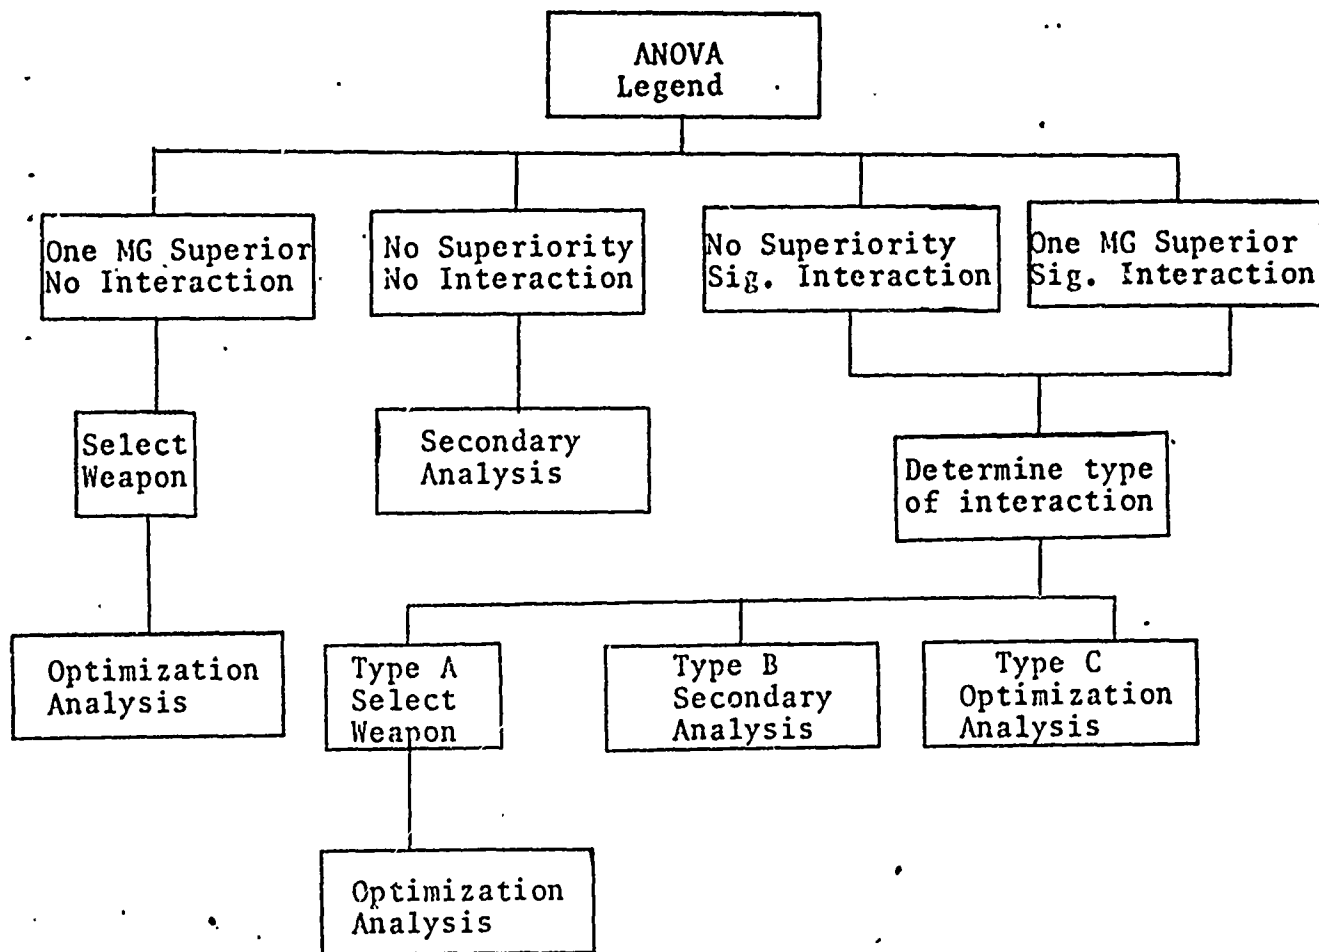 ANOVA
Legend
One MG Superior
No Interaction
No Superiority
No Interaction
No Superiority
Sig. Interaction
One MG Superior
Sig. Interaction
Select
Weapon
Secondary
Analysis
Determine type
of interaction
Optimization
Analysis
Type A
Select
Weapon
Type B
Secondary
Analysis
Type C
Optimization
Analysis
Optimization
Analysis